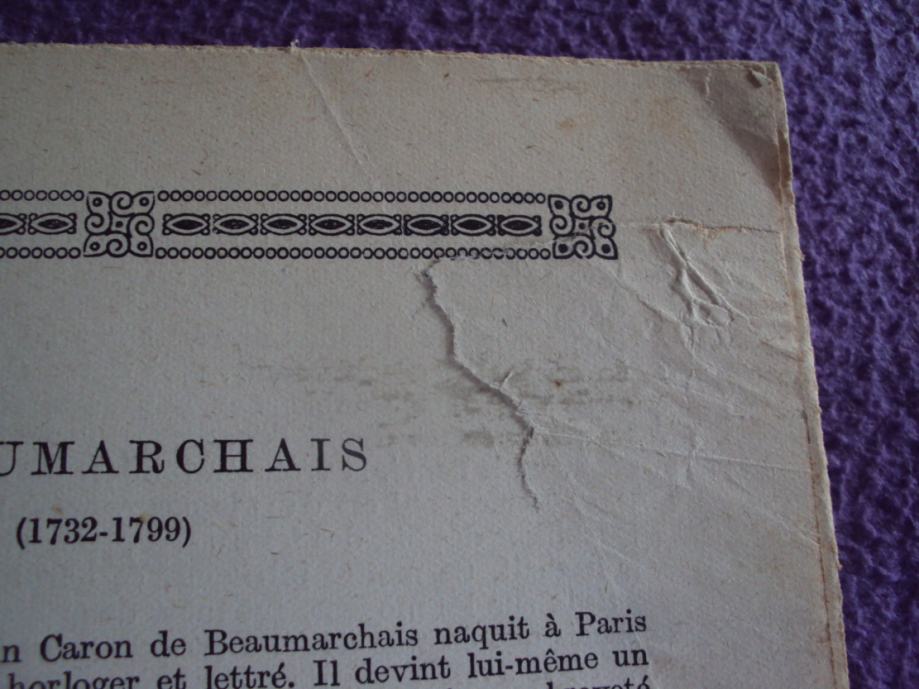 UMARCHAIS
(1732-1799)
n Caron de Beaumarchais naquit à Paris
horloger et lettré. Il devint lui-même un